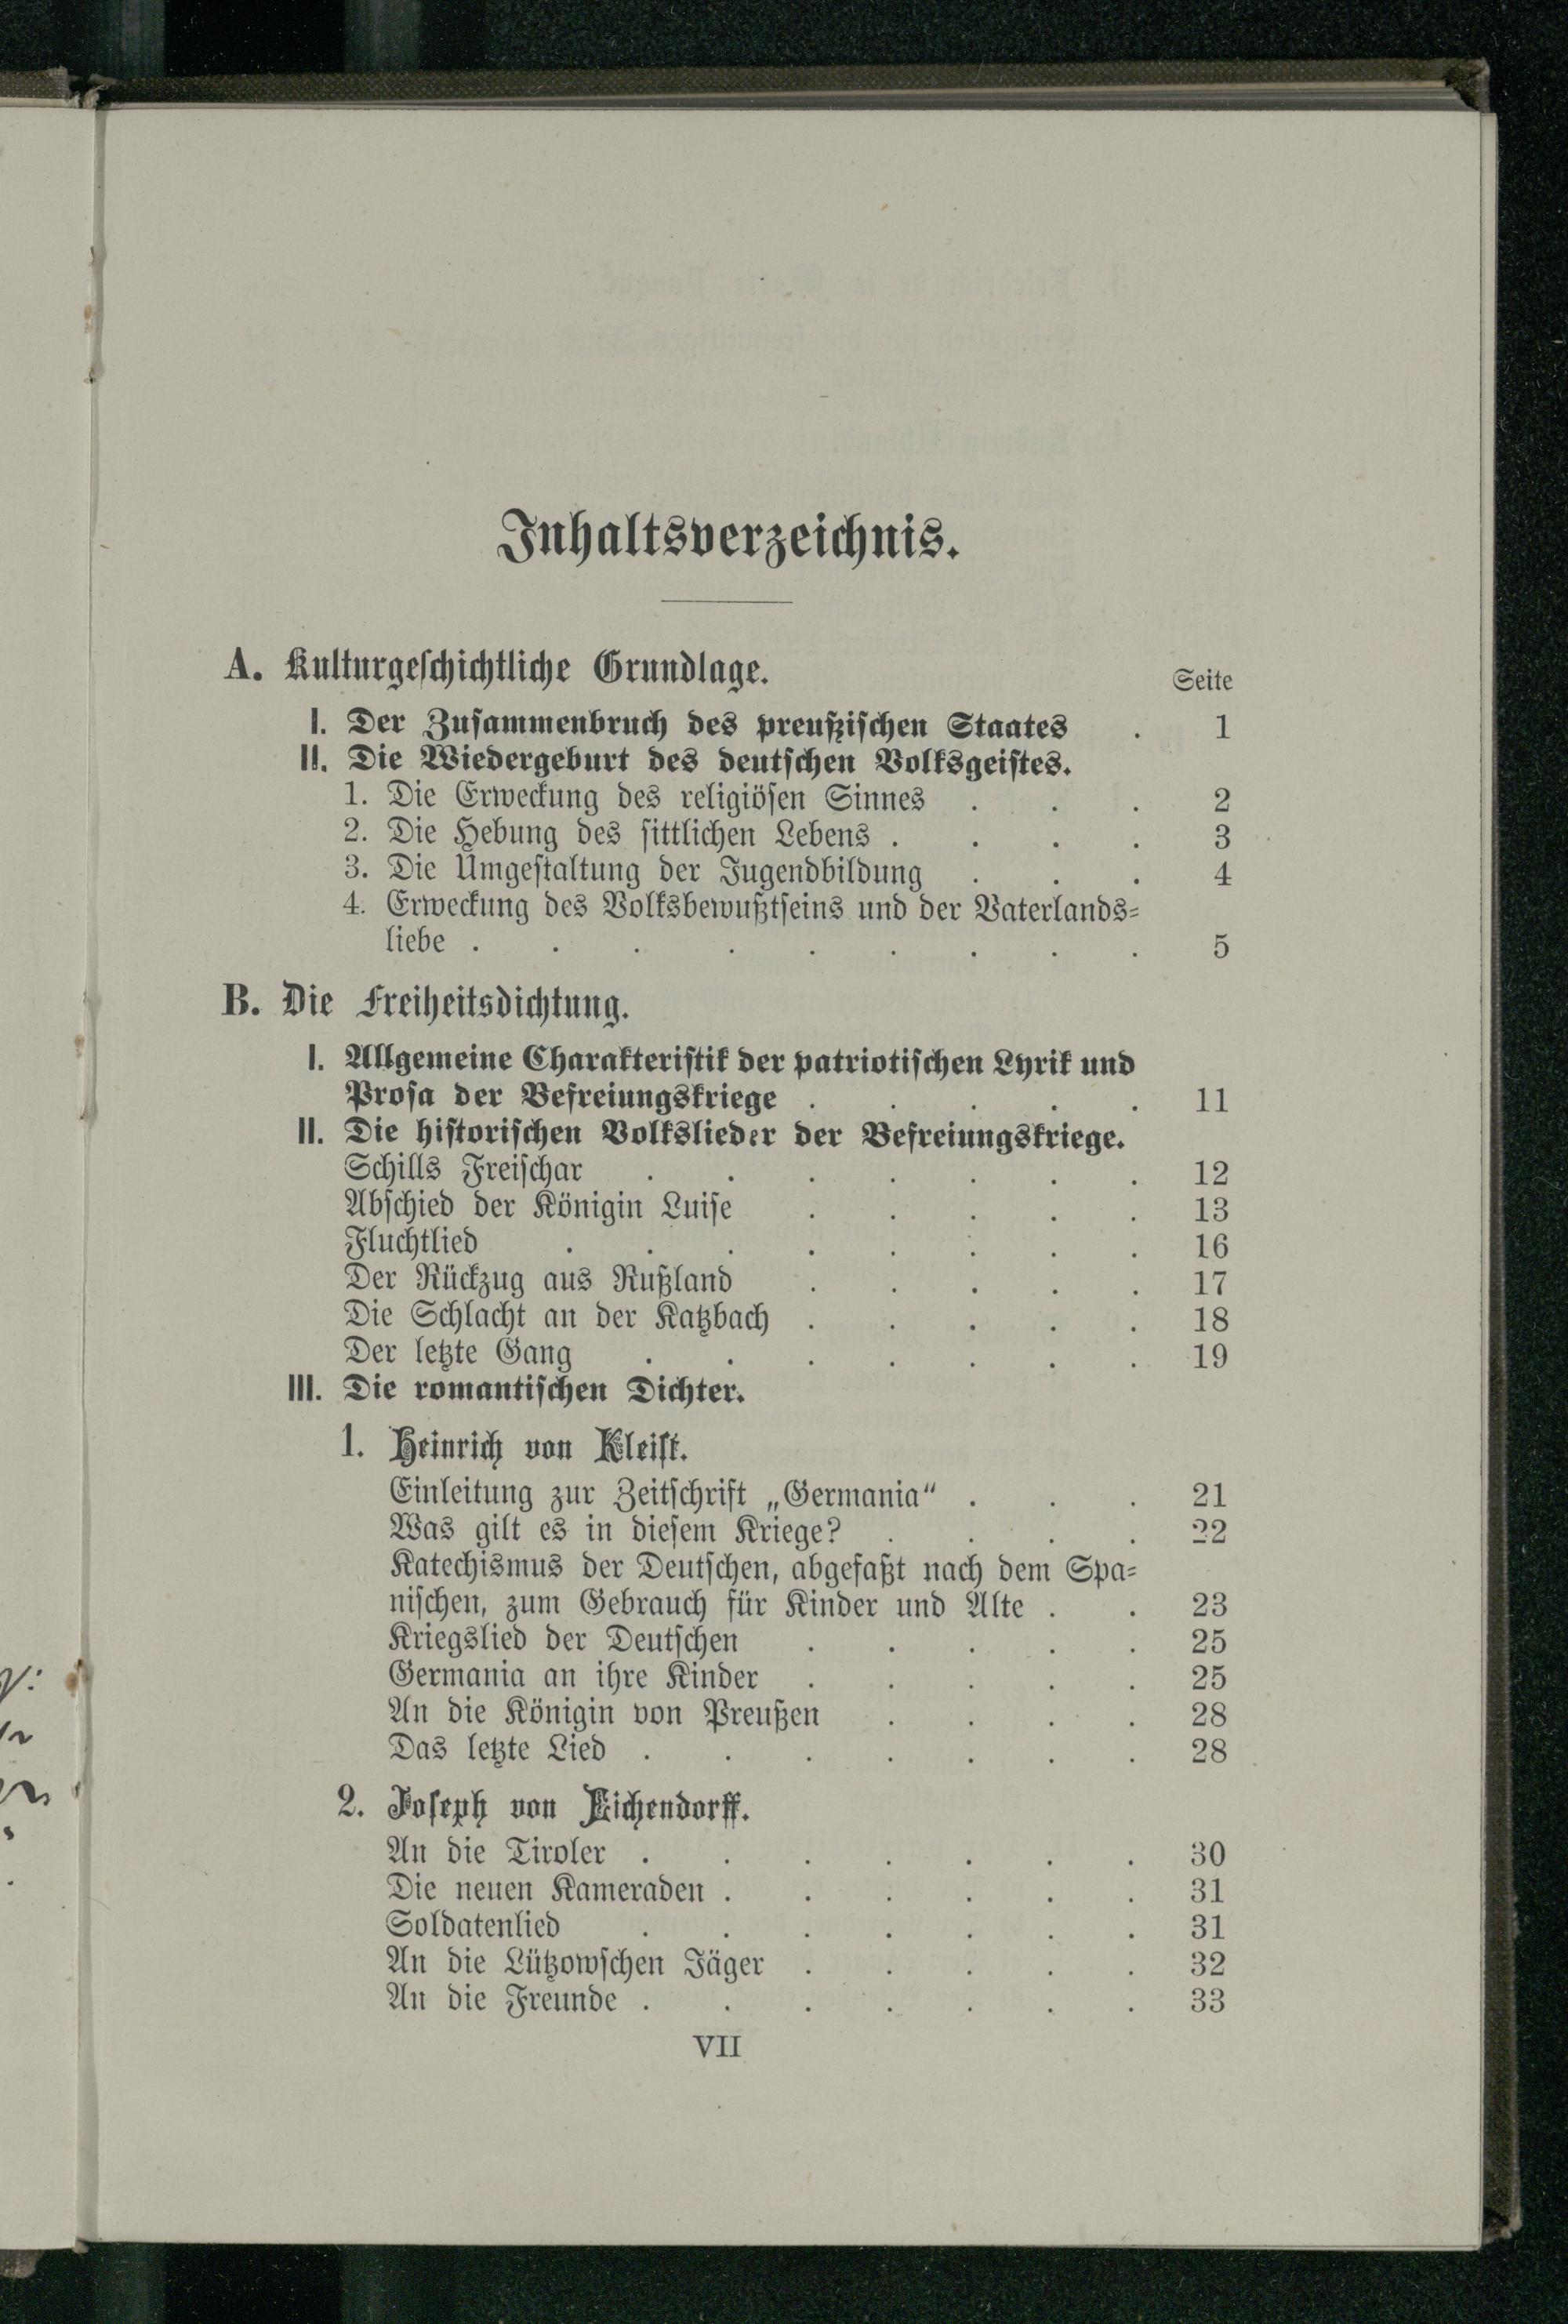 Inhaltsverzeichnis.
A. Kulturgeschichtliche Grundlage.
Seite
I. Der Zusammenbruch des preußischen Staates . 1
II. Die Wiedergeburt des deutschen Volksgeistes.
1. Die Erweckung des religiösen Sinnes . . . 2
2. Die Hebung des sittlichen Lebens . . . . 3
3. Die Umgestaltung der Jugendbildung . . . 4
4. Erweckung des Volksbewußtseins und der Vaterlands=
liebe . . . . . . . . . 5
B. Die Freiheitsdichtung.
I. Allgemeine Charakteristik der patriotischen Lyrik und
Prosa der Befreiungskriege . . . . . 11
II. Die historischen Volkslieder der Befreiungskriege.
Schills Freischar . . . . . . . 12
Abschied der Königin Luise . . . . . 13
Fluchtlied . . . . . . . . 16
Der Rückzug aus Rußland . . . . . 17
Die Schlacht an der Katzbach . . . . . 18
Der letzte Gang . . . . . . . 19
III. Die romantischen Dichter.
1. Heinrich von Kleist.
Einleitung zur Zeitschrift „Germania“ . . . 21
Was gilt es in diesem Kriege? . . . . 22
Katechismus der Deutschen, abgefaßt nach dem Spa=
nischen, zum Gebrauch für Kinder und Alte . . 23
Kriegslied der Deutschen . . . . . 25
Germania an ihre Kinder . . . . . 25
An die Königin von Preußen . . . . 28
Das letzte Lied . . . . . . . 28
2. Joseph von Eichendorff.
An die Tiroler . . . . . . . 30
Die neuen Kameraden . . . . . . 31
Soldatenlied . . . . . . . 31
An die Lützowschen Jäger . . . . . 32
An die Freunde . . . . . . . 33
VII